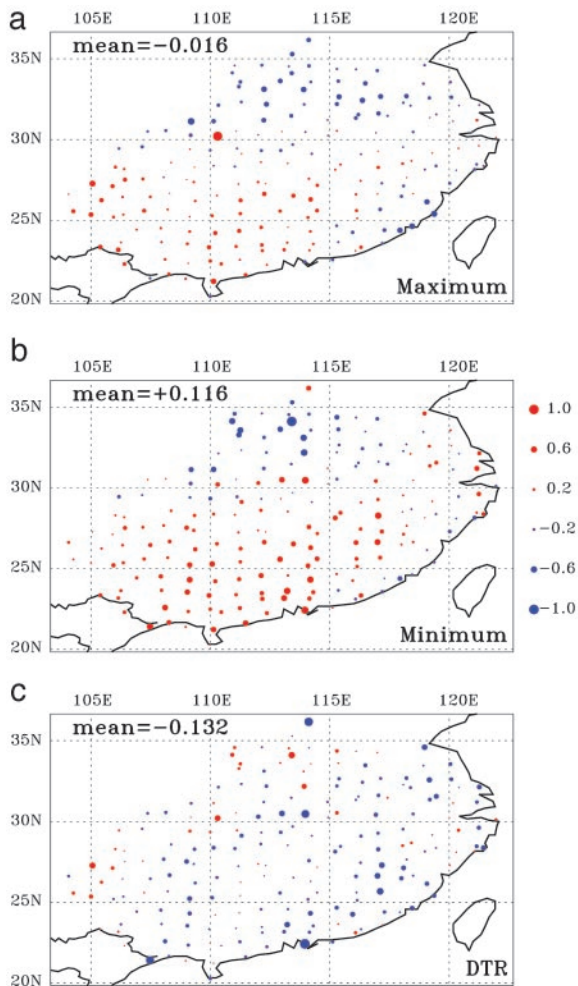 a
105E 110E 115E 120E
35N
mean=−0.016
30N
25N
20N
Maximum
b
105E 110E 115E 120E
35N
mean=+0.116
30N
25N
20N
Minimum
1.0
0.6
0.2
−0.2
−0.6
−1.0
c
105E 110E 115E 120E
35N
mean=−0.132
30N
25N
20N
DTR